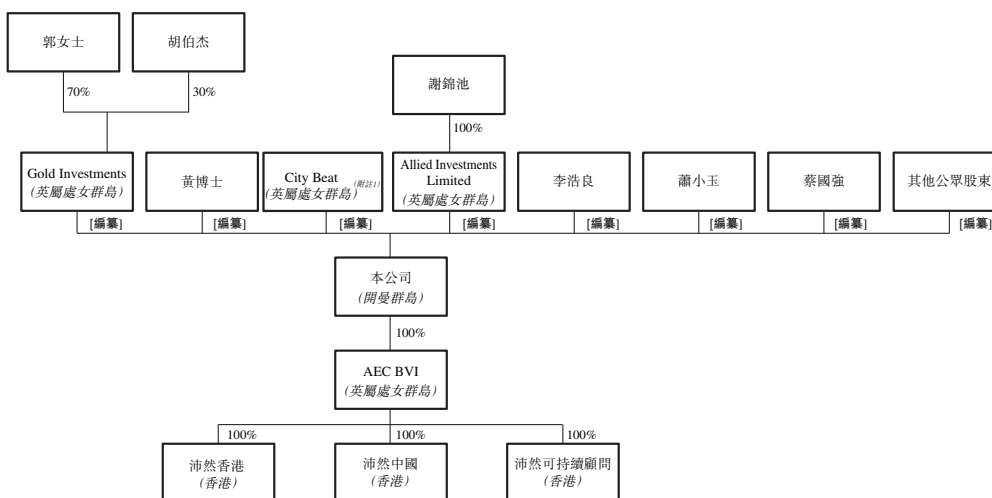 郭女士
胡伯杰
謝錦池
70%
30%
100%
Gold Investments
(英屬處女群島)
黃博士
City Beat
(英屬處女群島)(附註1)
Allied Investments
Limited
(英屬處女群島)
李浩良
蕭小玉
蔡國強
其他公眾股東
[編纂]
[編纂]
[編纂]
[編纂]
[編纂]
[編纂]
[編纂]
[編纂]
本公司
(開曼群島)
100%
AEC BVI
(英屬處女群島)
100%
100%
100%
沛然香港
(香港)
沛然中國
(香港)
沛然可持續顧問
(香港)